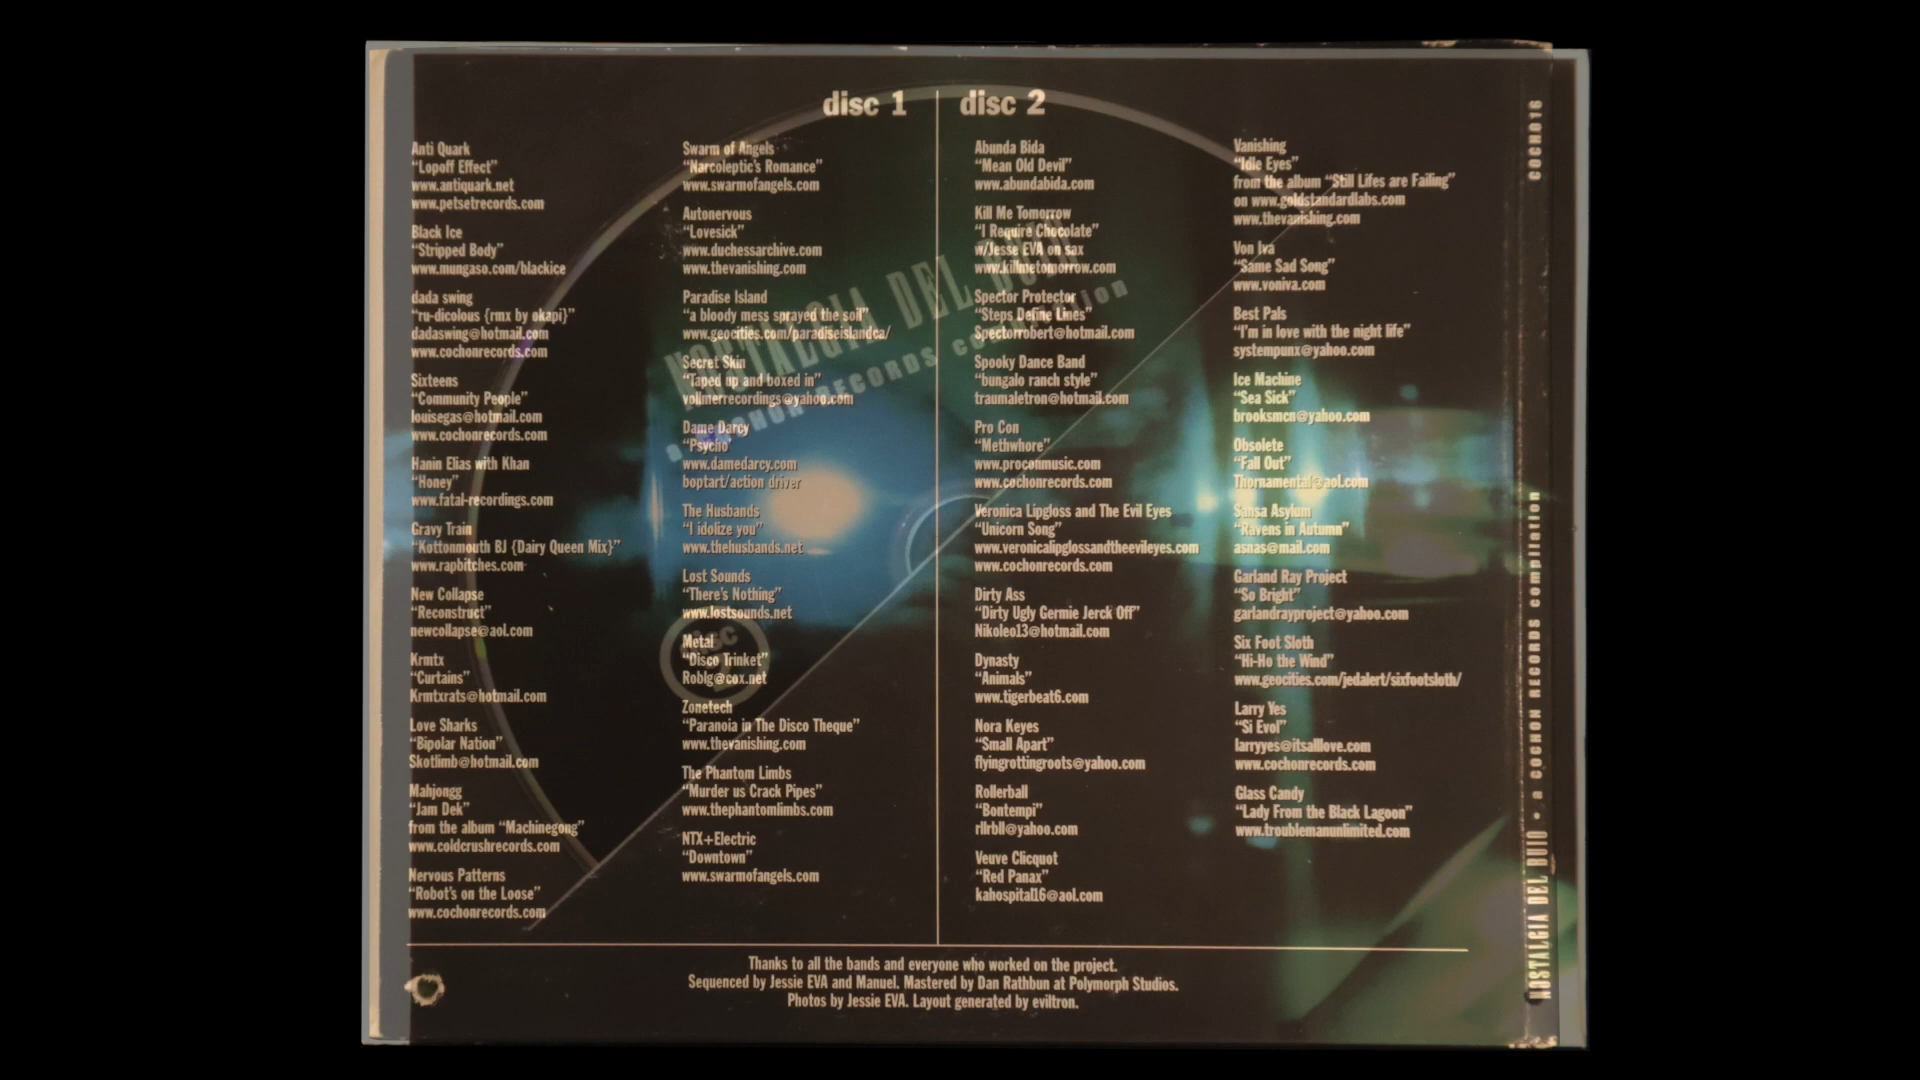 disc 1
Anti Quark
“Lopoff Effect”
www.antiquark.net
www.petsetrecords.com
Black Ice
“Stripped Body”
www.mungaso.com/blackice
dada swing
“ru-dicolous {rmx by okapi}”
dadaswing@hotmail.com
www.cochonrecords.com
Sixteens
“Community People”
louisegas@hotmail.com
www.cochonrecords.com
Hanin Elias with Khan
“Honey”
www.fatal-recordings.com
Gravy Train
“Kottonmouth BJ {Dairy Queen Mix}”
www.rapbitches.com
New Collapse
“Reconstruct”
newcollapse@aol.com
Krmtx
“Curtains”
Krmtxrats@hotmail.com
Love Sharks
“Bipolar Nation”
Skotlimb@hotmail.com
Mahjongg
“Jam Dek”
from the album “Machinegong”
www.coldcrushrecords.com
Nervous Patterns
“Robot’s on the Loose”
www.cochonrecords.com
Swarm of Angels
“Narcoleptic’s Romance”
www.swarmofangels.com
Autonervous
“Lovesick”
www.duchessarchive.com
www.thevanishing.com
Paradise Island
“a bloody mess sprayed the soil”
www.geocities.com/paradiseislandca/
Secret Skin
“Taped up and boxed in”
vollmerrecordings@yahoo.com
Dame Darcy
“Psycho”
www.damedarcy.com
boptart/action driver
The Husbands
“I idolize you”
www.thehusbands.net
Lost Sounds
“There’s Nothing”
www.lostsounds.net
Metal
“Disco Trinket”
Roblg@cox.net
Zonetech
“Paranoia in The Disco Theque”
www.thevanishing.com
The Phantom Limbs
“Murder us Crack Pipes”
www.thephantomlimbs.com
NTX+Electric
“Downtown”
www.swarmofangels.com
disc 2
Abunda Bida
“Mean Old Devil”
www.abundabida.com
Kill Me Tomorrow
“I Require Chocolate”
w/Jesse EVA on sax
www.killmetomorrow.com
Spector Protector
“Steps Define Lines”
Spectorrobert@hotmail.com
Spooky Dance Band
“bungalo ranch style”
traumaletron@hotmail.com
Pro Con
“Methwhore”
www.proconmusic.com
www.cochonrecords.com
Veronica Lipgloss and The Evil Eyes
“Unicorn Song”
www.veronicalipglossandtheevileyes.com
www.cochonrecords.com
Dirty Ass
“Dirty Ugly Germie Jerck Off”
Nikoleo13@hotmail.com
Dynasty
“Animals”
www.tigerbeat6.com
Nora Keyes
“Small Apart”
flyingrottingroots@yahoo.com
Rollerball
“Bontempi”
rllrbll@yahoo.com
Veuve Clicquot
“Red Panax”
kahospital16@aol.com
Vanishing
“Idle Eyes”
from the album “Still Lifes are Failing”
on www.goldstandardlabs.com
www.thevanishing.com
Von Iva
“Same Sad Song”
www.voniva.com
Best Pals
“I’m in love with the night life”
systempunx@yahoo.com
Ice Machine
“Sea Sick”
brooksmcn@yahoo.com
Obsolete
“Fall Out”
Thornamental@aol.com
Sansa Asylum
“Ravens in Autumn”
asnas@mail.com
Garland Ray Project
“So Bright”
garlandrayproject@yahoo.com
Six Foot Sloth
“Hi-Ho the Wind”
www.geocities.com/jedalert/sixfootsloth/
Larry Yes
“Si Evol”
larryyes@itsalllove.com
www.cochonrecords.com
Glass Candy
“Lady From the Black Lagoon”
www.troublemanunlimited.com
NOSTALGIA DEL BUIO
a COCHON RECORDS compilation
disc
Thanks to all the bands and everyone who worked on the project.
Sequenced by Jessie EVA and Manuel. Mastered by Dan Rathbun at Polymorph Studios.
Photos by Jessie EVA. Layout generated by eviltron.
NOSTALGIA DEL BUIO • a COCHON RECORDS compilation COCHO16